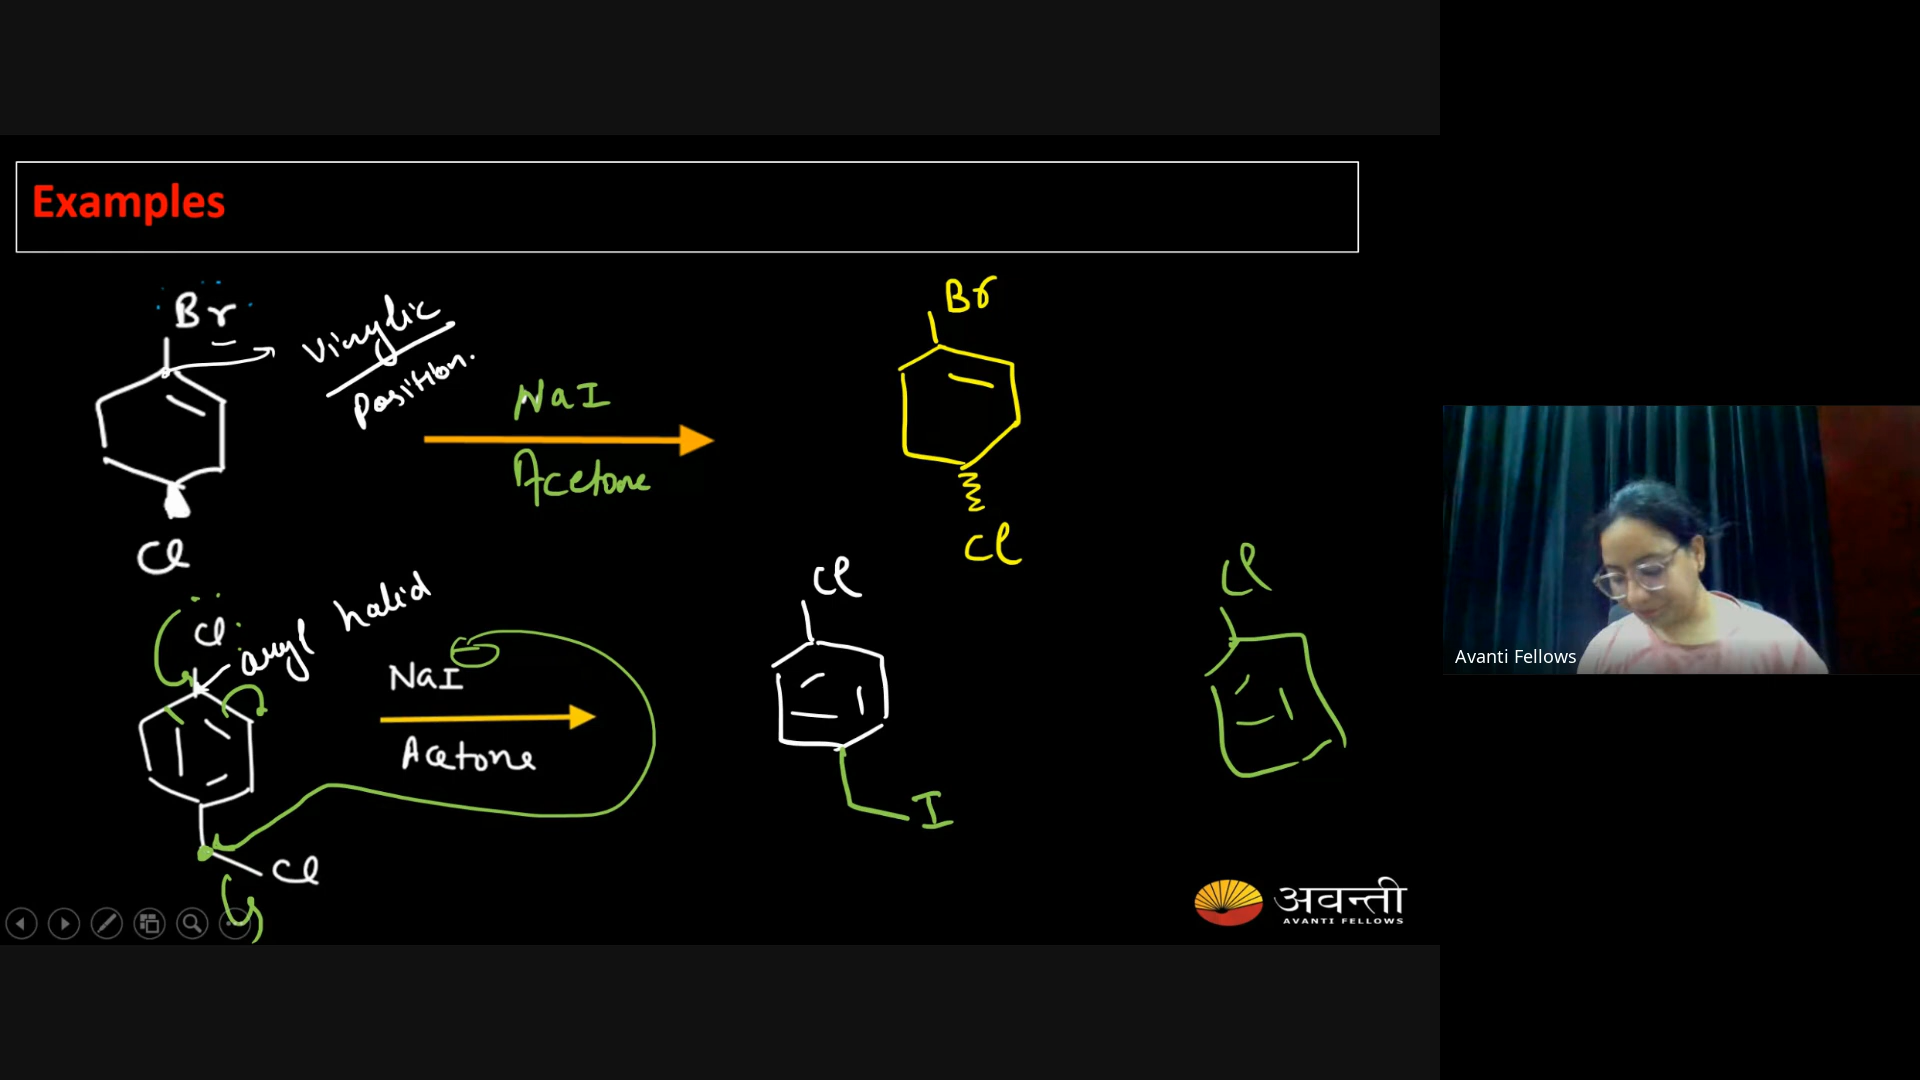 Examples
Br
Vinylic
position.
NaI
Acetone
Cl
Br
Cl
Cl
aryl halid
NaI
Acetone
Cl
Cl
I
Cl
Avanti Fellows
अवन्ती
AVANTI FELLOWS